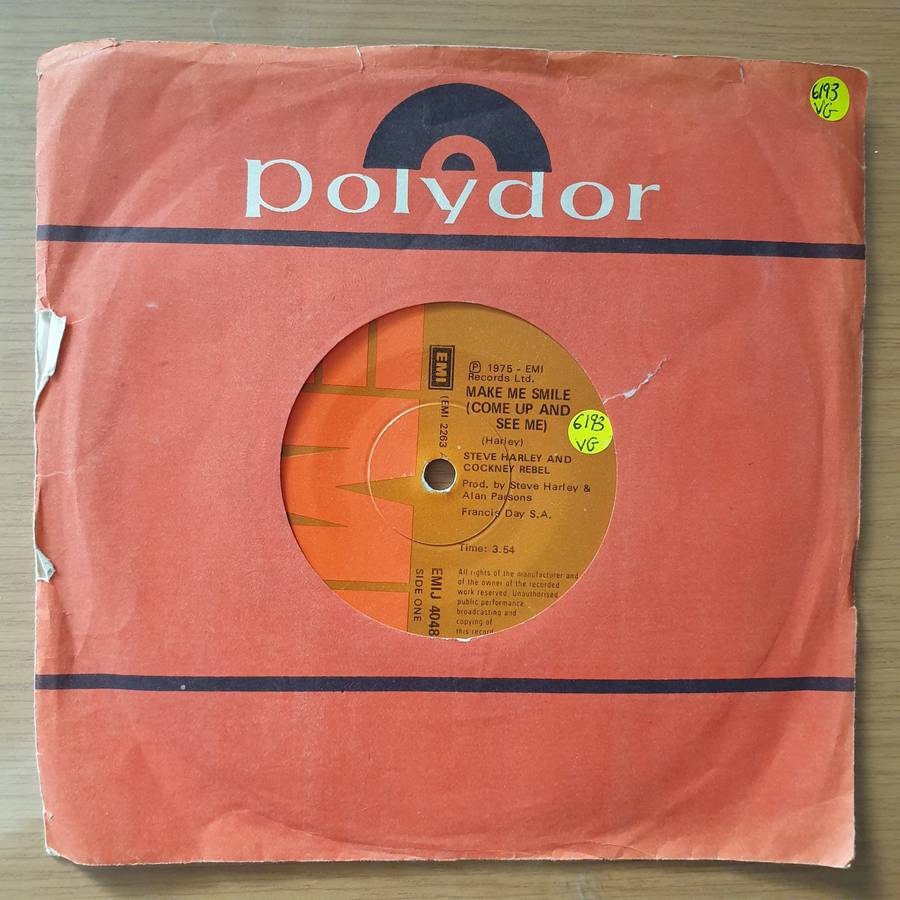 6193
VG
polydor
EMI
(EMI 2263 A
℗ 1975 - EMI
Records Ltd.
MAKE ME SMILE
(COME UP AND
SEE ME)
6193
VG
(Harley)
STEVE HARLEY AND
COCKNEY REBEL
Prod. by Steve Harley &
Alan Parsons
Francis Day S.A.
Time: 3.54
EMIJ 4048
SIDE ONE
All rights of the manufacturer and
of the owner of the recorded
work reserved. Unauthorised
public performance
broadcasting and
copying of
this record